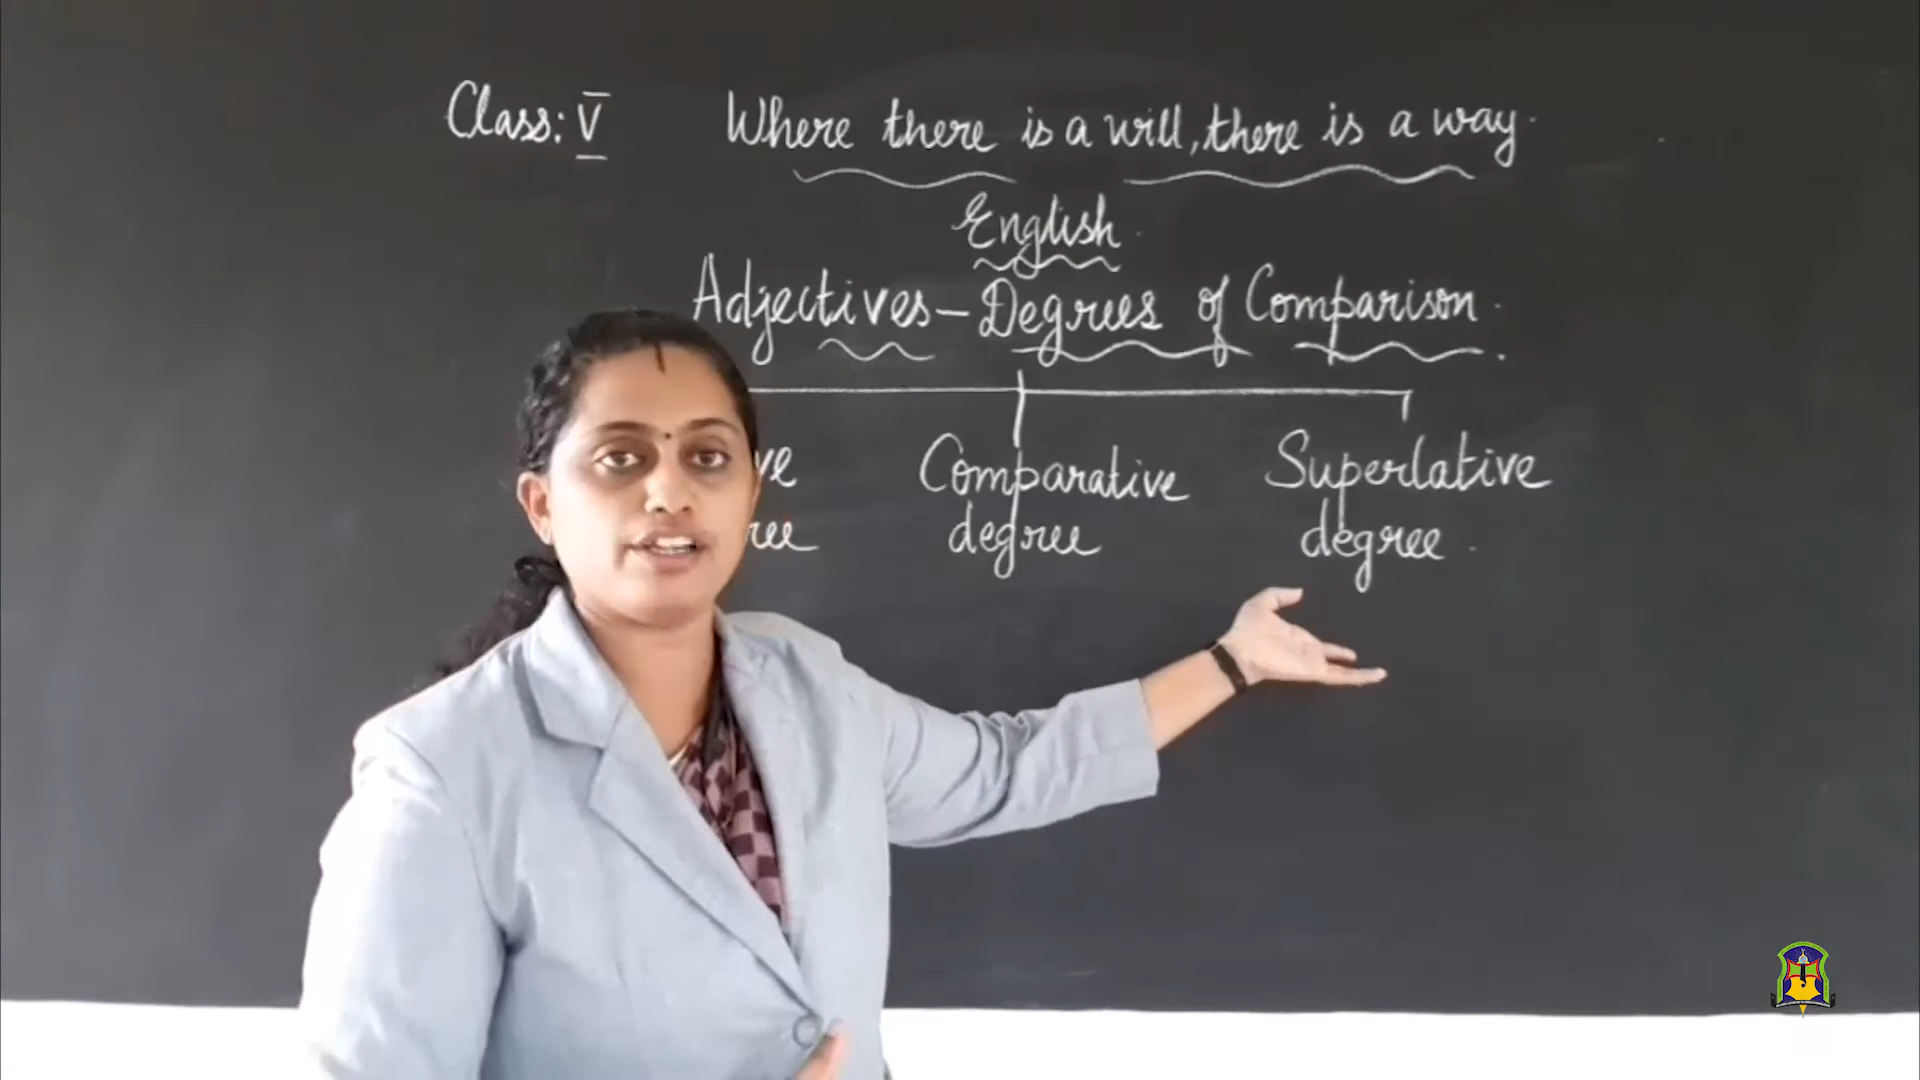 Class: V
Where there is a will, there is a way.
English
Adjectives – Degrees of Comparison.
Comparative Superlative
degree degree.